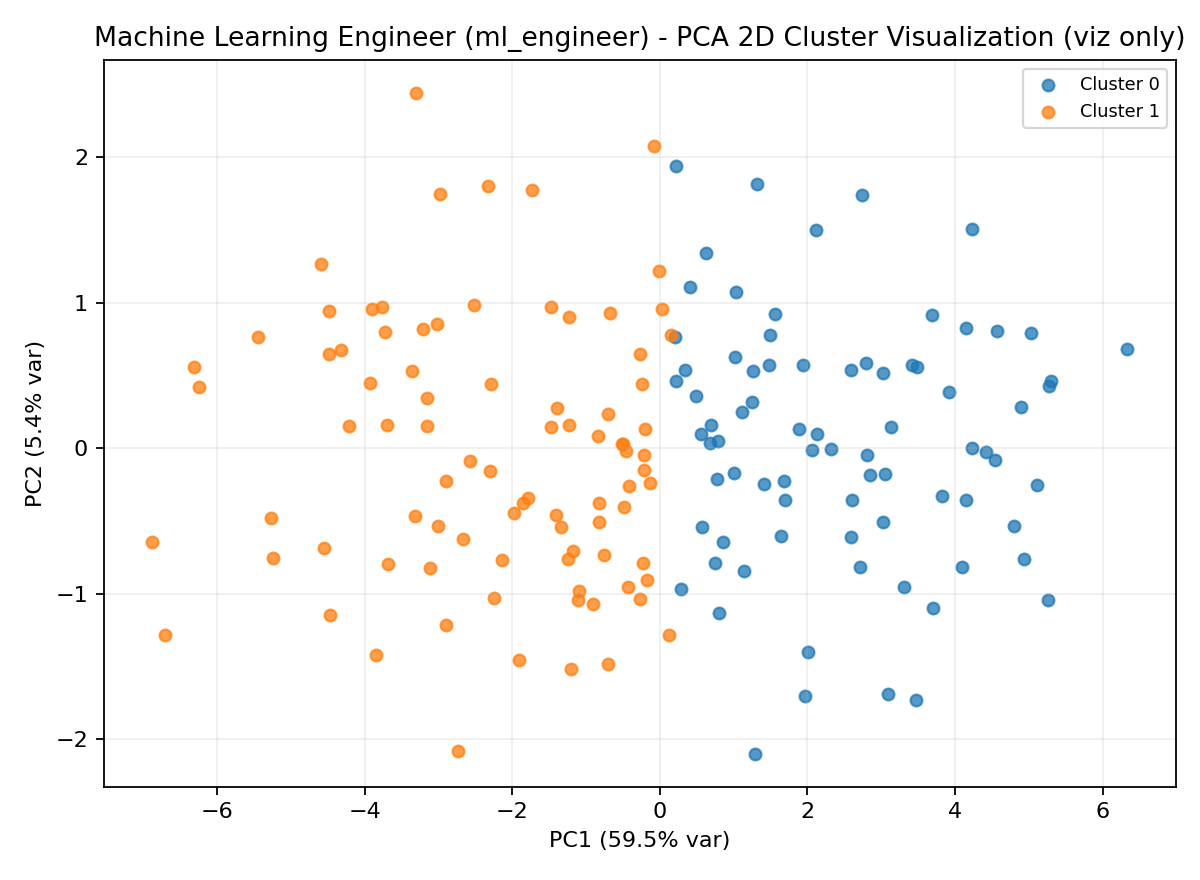 Machine Learning Engineer (ml_engineer) - PCA 2D Cluster Visualization (viz only)
Cluster 0
Cluster 1
2
1
0
−1
−2
PC2 (5.4% var)
−6 −4 −2 0 2 4 6
PC1 (59.5% var)